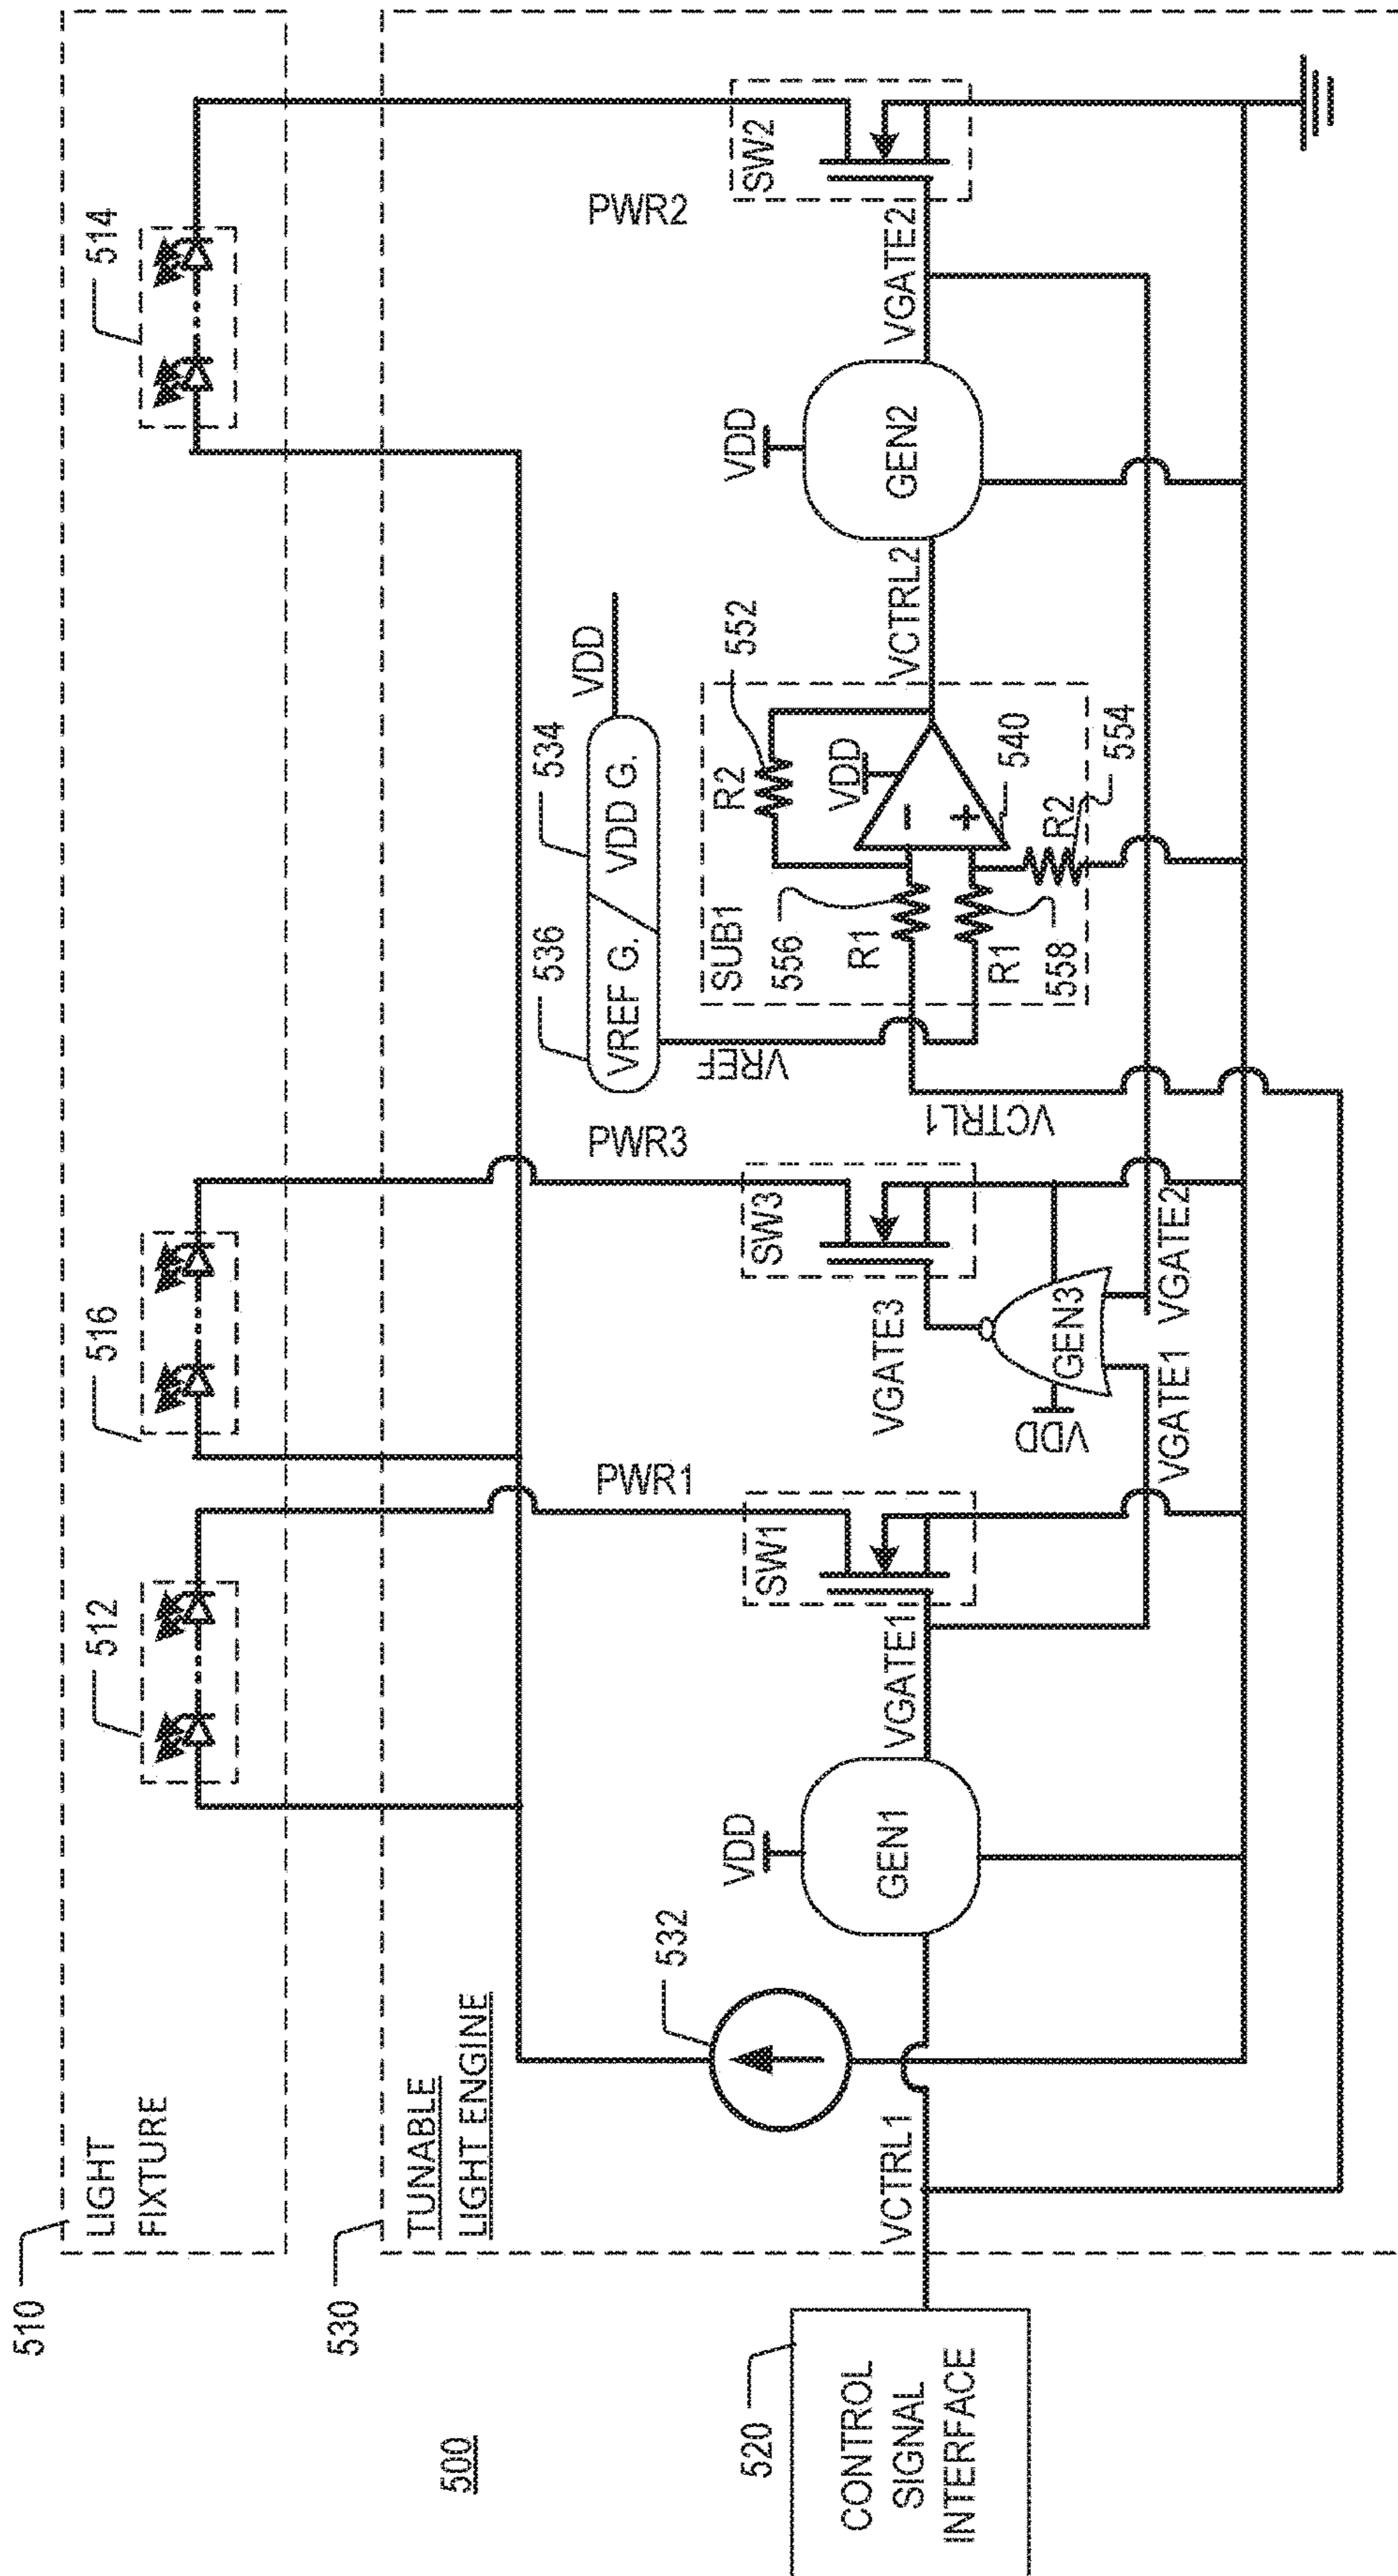 500
510
LIGHT
FIXTURE
512
516
514
530
TUNABLE
LIGHT ENGINE
532
PWR1
PWR3
536
534
VREF G.
VDD G.
VDD
PWR2
520
CONTROL
SIGNAL
INTERFACE
VCTRL1
VDD
GEN1
VGATE1
SW1
VGATE3
SW3
VDD
GEN3
VGATE1
VGATE2
VREF
VCTRL1
SUB1
556
R1
R1
558
R2
552
VDD
−
+
540
R2
554
VCTRL2
VDD
GEN2
VGATE2
SW2